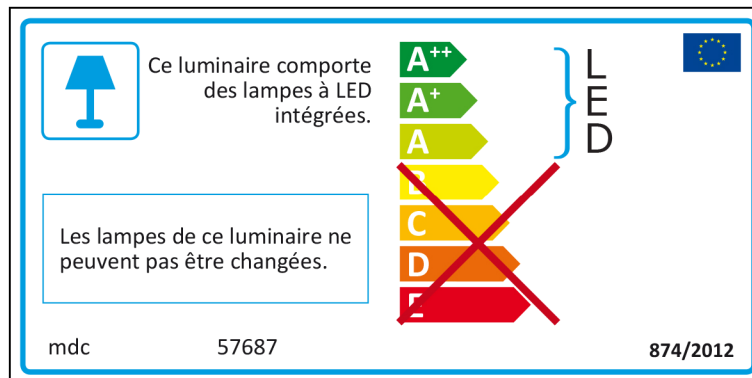 Ce luminaire comporte
des lampes à LED
intégrées.
A++
A+
A
B
C
D
E
L
E
D
Les lampes de ce luminaire ne
peuvent pas être changées.
mdc 57687 874/2012